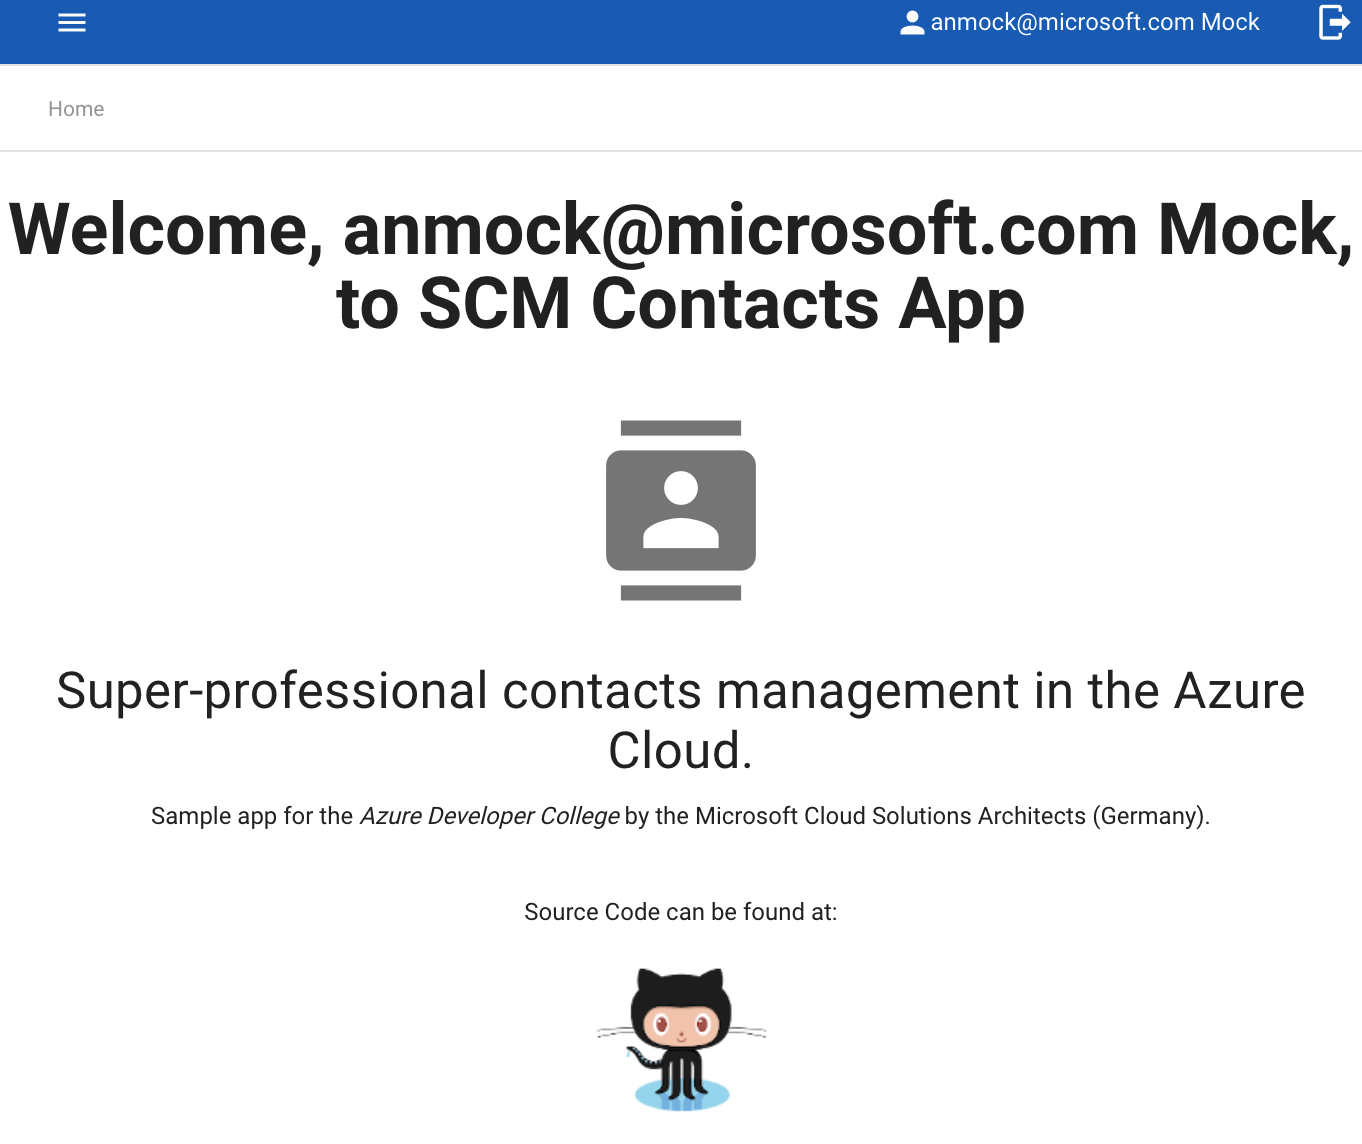 anmock@microsoft.com Mock
Home
Welcome, anmock@microsoft.com Mock,
to SCM Contacts App
Super-professional contacts management in the Azure
Cloud.
Sample app for the Azure Developer College by the Microsoft Cloud Solutions Architects (Germany).
Source Code can be found at: